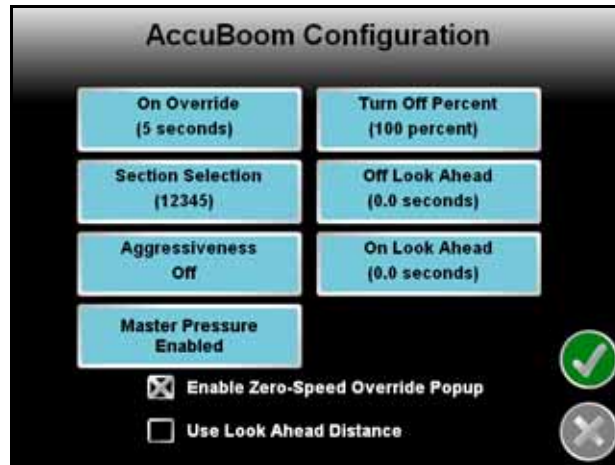 AccuBoom Configuration
On Override
(5 seconds)
Turn Off Percent
(100 percent)
Section Selection
(12345)
Off Look Ahead
(0.0 seconds)
Aggressiveness
Off
On Look Ahead
(0.0 seconds)
Master Pressure
Enabled
Enable Zero-Speed Override Popup
Use Look Ahead Distance